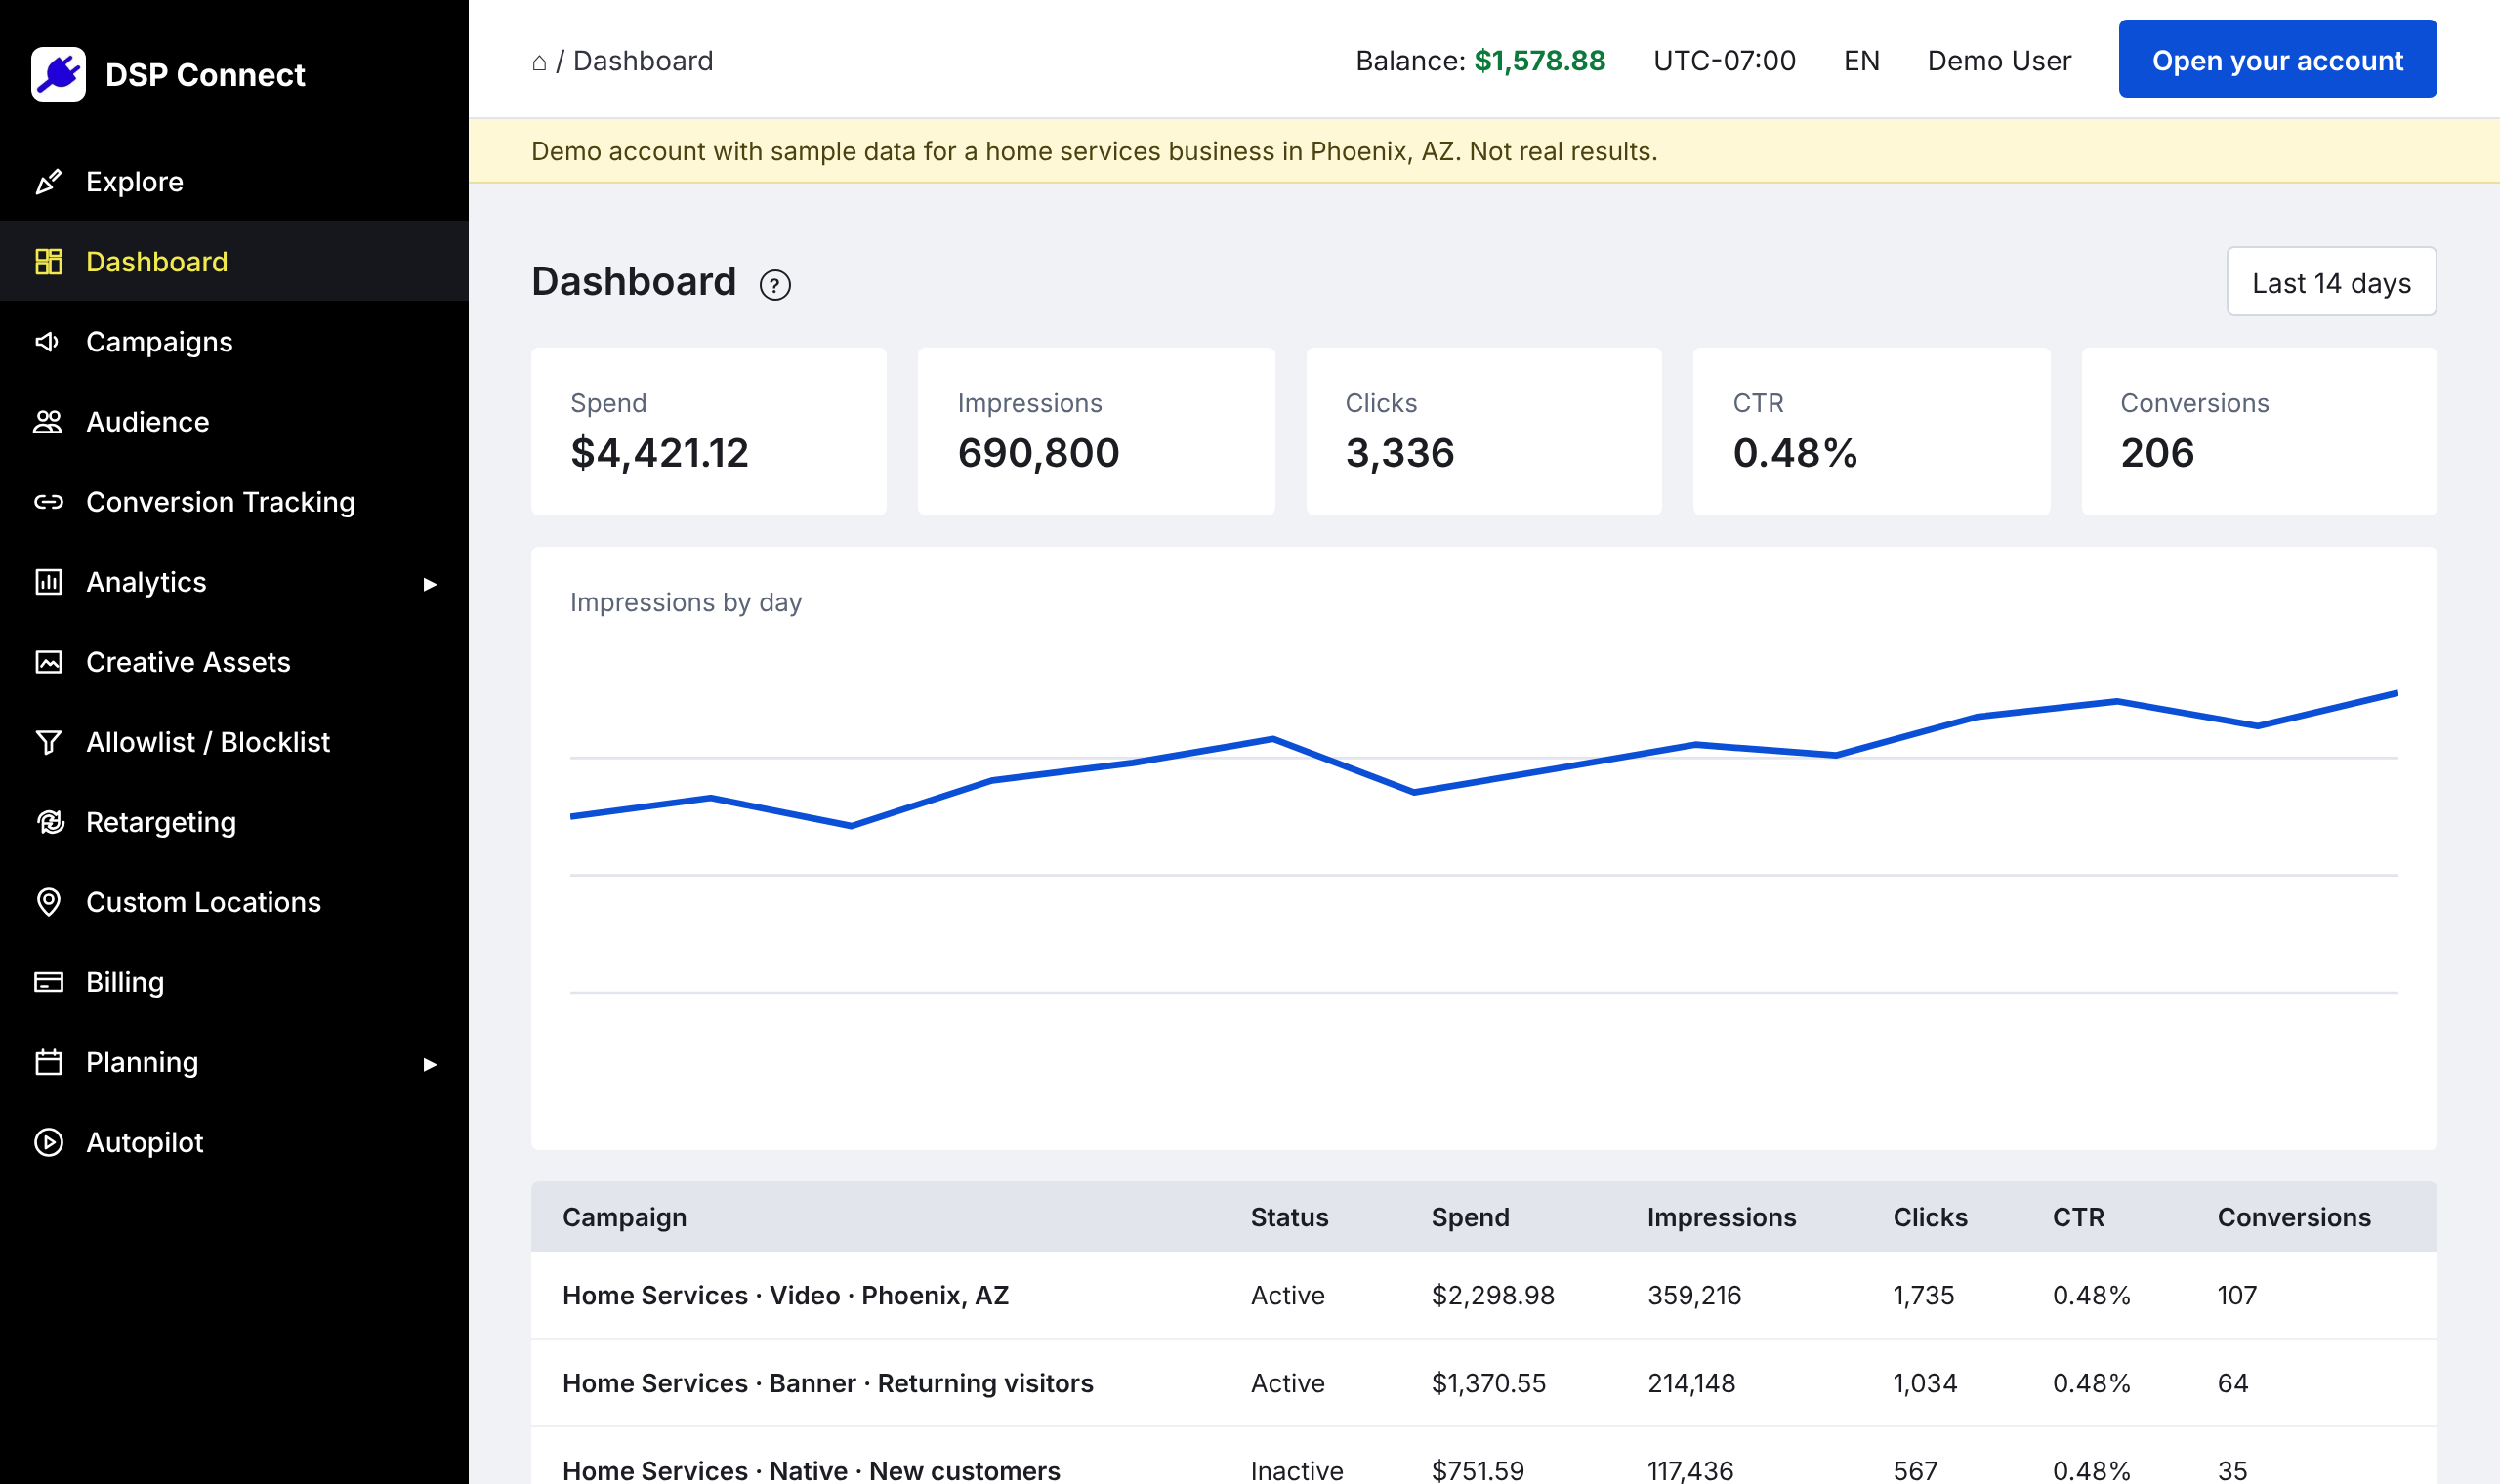 DSP Connect
Explore
Dashboard
Campaigns
Audience
Conversion Tracking
Analytics
Creative Assets
Allowlist / Blocklist
Retargeting
Custom Locations
Billing
Planning
Autopilot
⌂ / Dashboard Balance: $1,578.88 UTC-07:00 EN Demo User Open your account
Demo account with sample data for a home services business in Phoenix, AZ. Not real results.
Dashboard ? Last 14 days
Spend Impressions Clicks CTR Conversions
$4,421.12 690,800 3,336 0.48% 206
Impressions by day
Campaign Status Spend Impressions Clicks CTR Conversions
Home Services · Video · Phoenix, AZ Active $2,298.98 359,216 1,735 0.48% 107
Home Services · Banner · Returning visitors Active $1,370.55 214,148 1,034 0.48% 64
Home Services · Native · New customers Inactive $751.59 117,436 567 0.48% 35